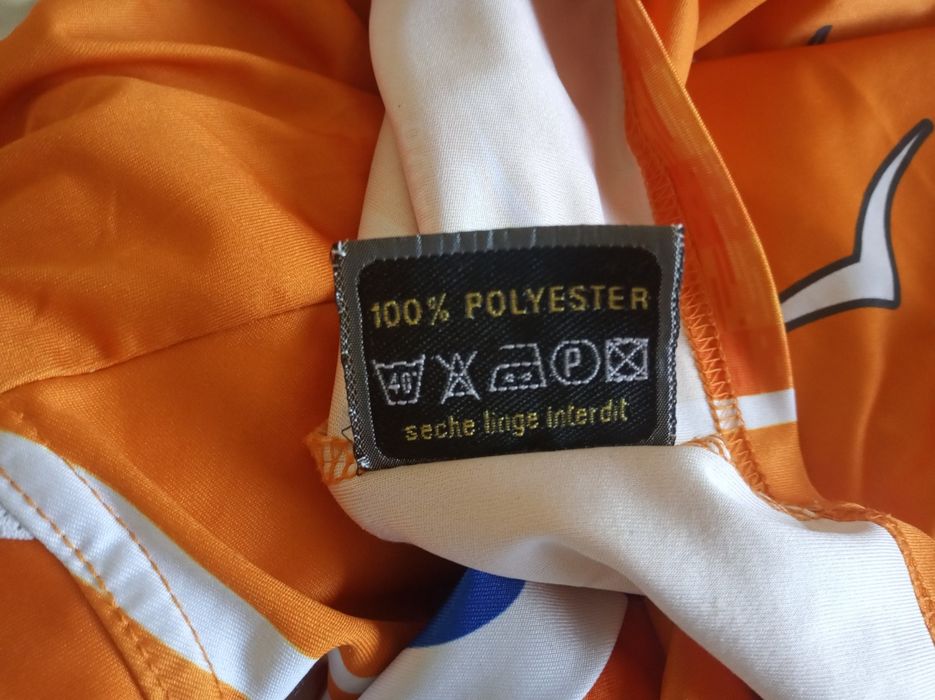 100% POLYESTER
40° P
seche linge interdit